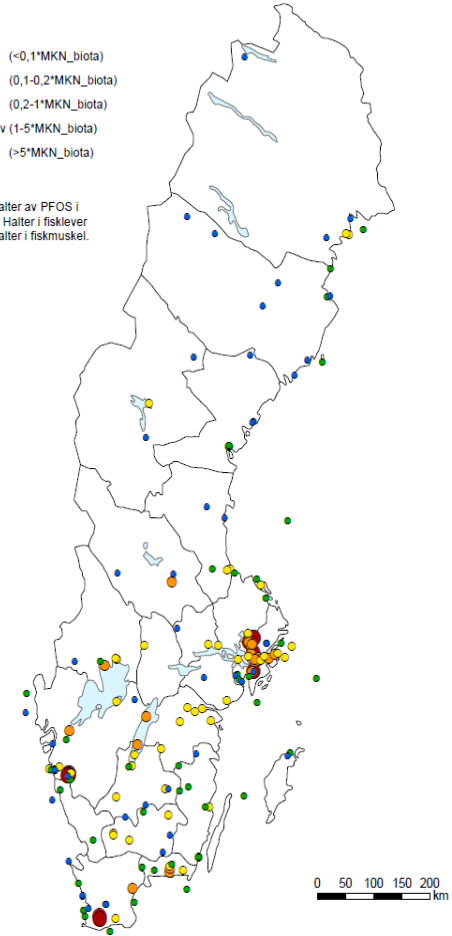 (<0,1*MKN_biota)
(0,1-0,2*MKN_biota)
(0,2-1*MKN_biota)
v (1-5*MKN_biota)
(>5*MKN_biota)
alter av PFOS i
Halter i fisklever
alter i fiskmuskel.
0 50 100 150 200
km